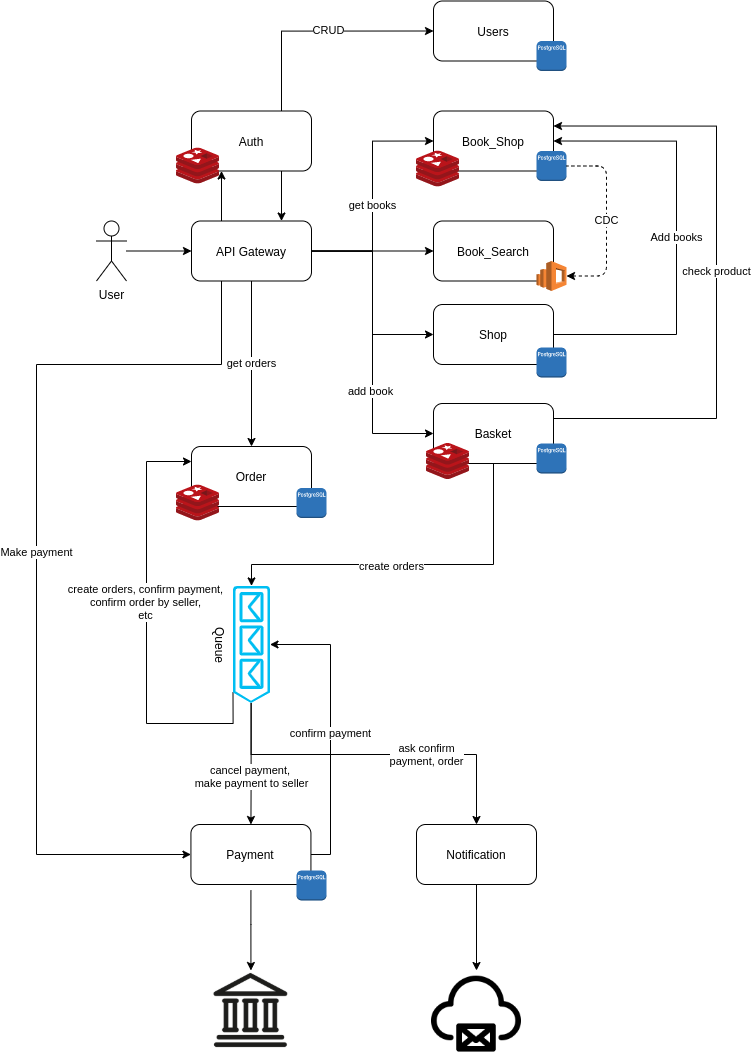 CRUD
Users
PostgreSQL
Auth
Book_Shop
PostgreSQL
get books
CDC
Add books
check product
API Gateway
Book_Search
User
Shop
PostgreSQL
get orders
add book
Basket
PostgreSQL
Order
PostgreSQL
Make payment
create orders
create orders, confirm payment,
confirm order by seller,
etc
Queue
confirm payment
ask confirm
payment, order
cancel payment,
make payment to seller
Payment
PostgreSQL
Notification